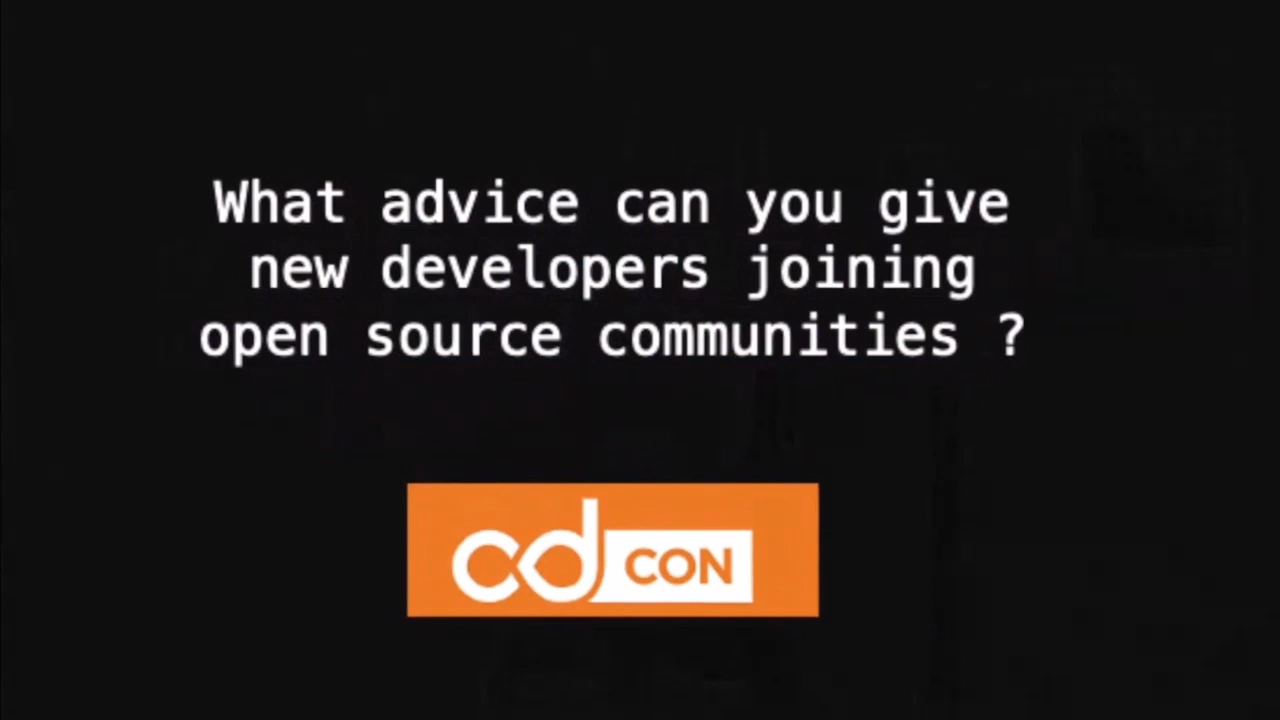 What advice can you give
new developers joining
open source communities ?
cd CON